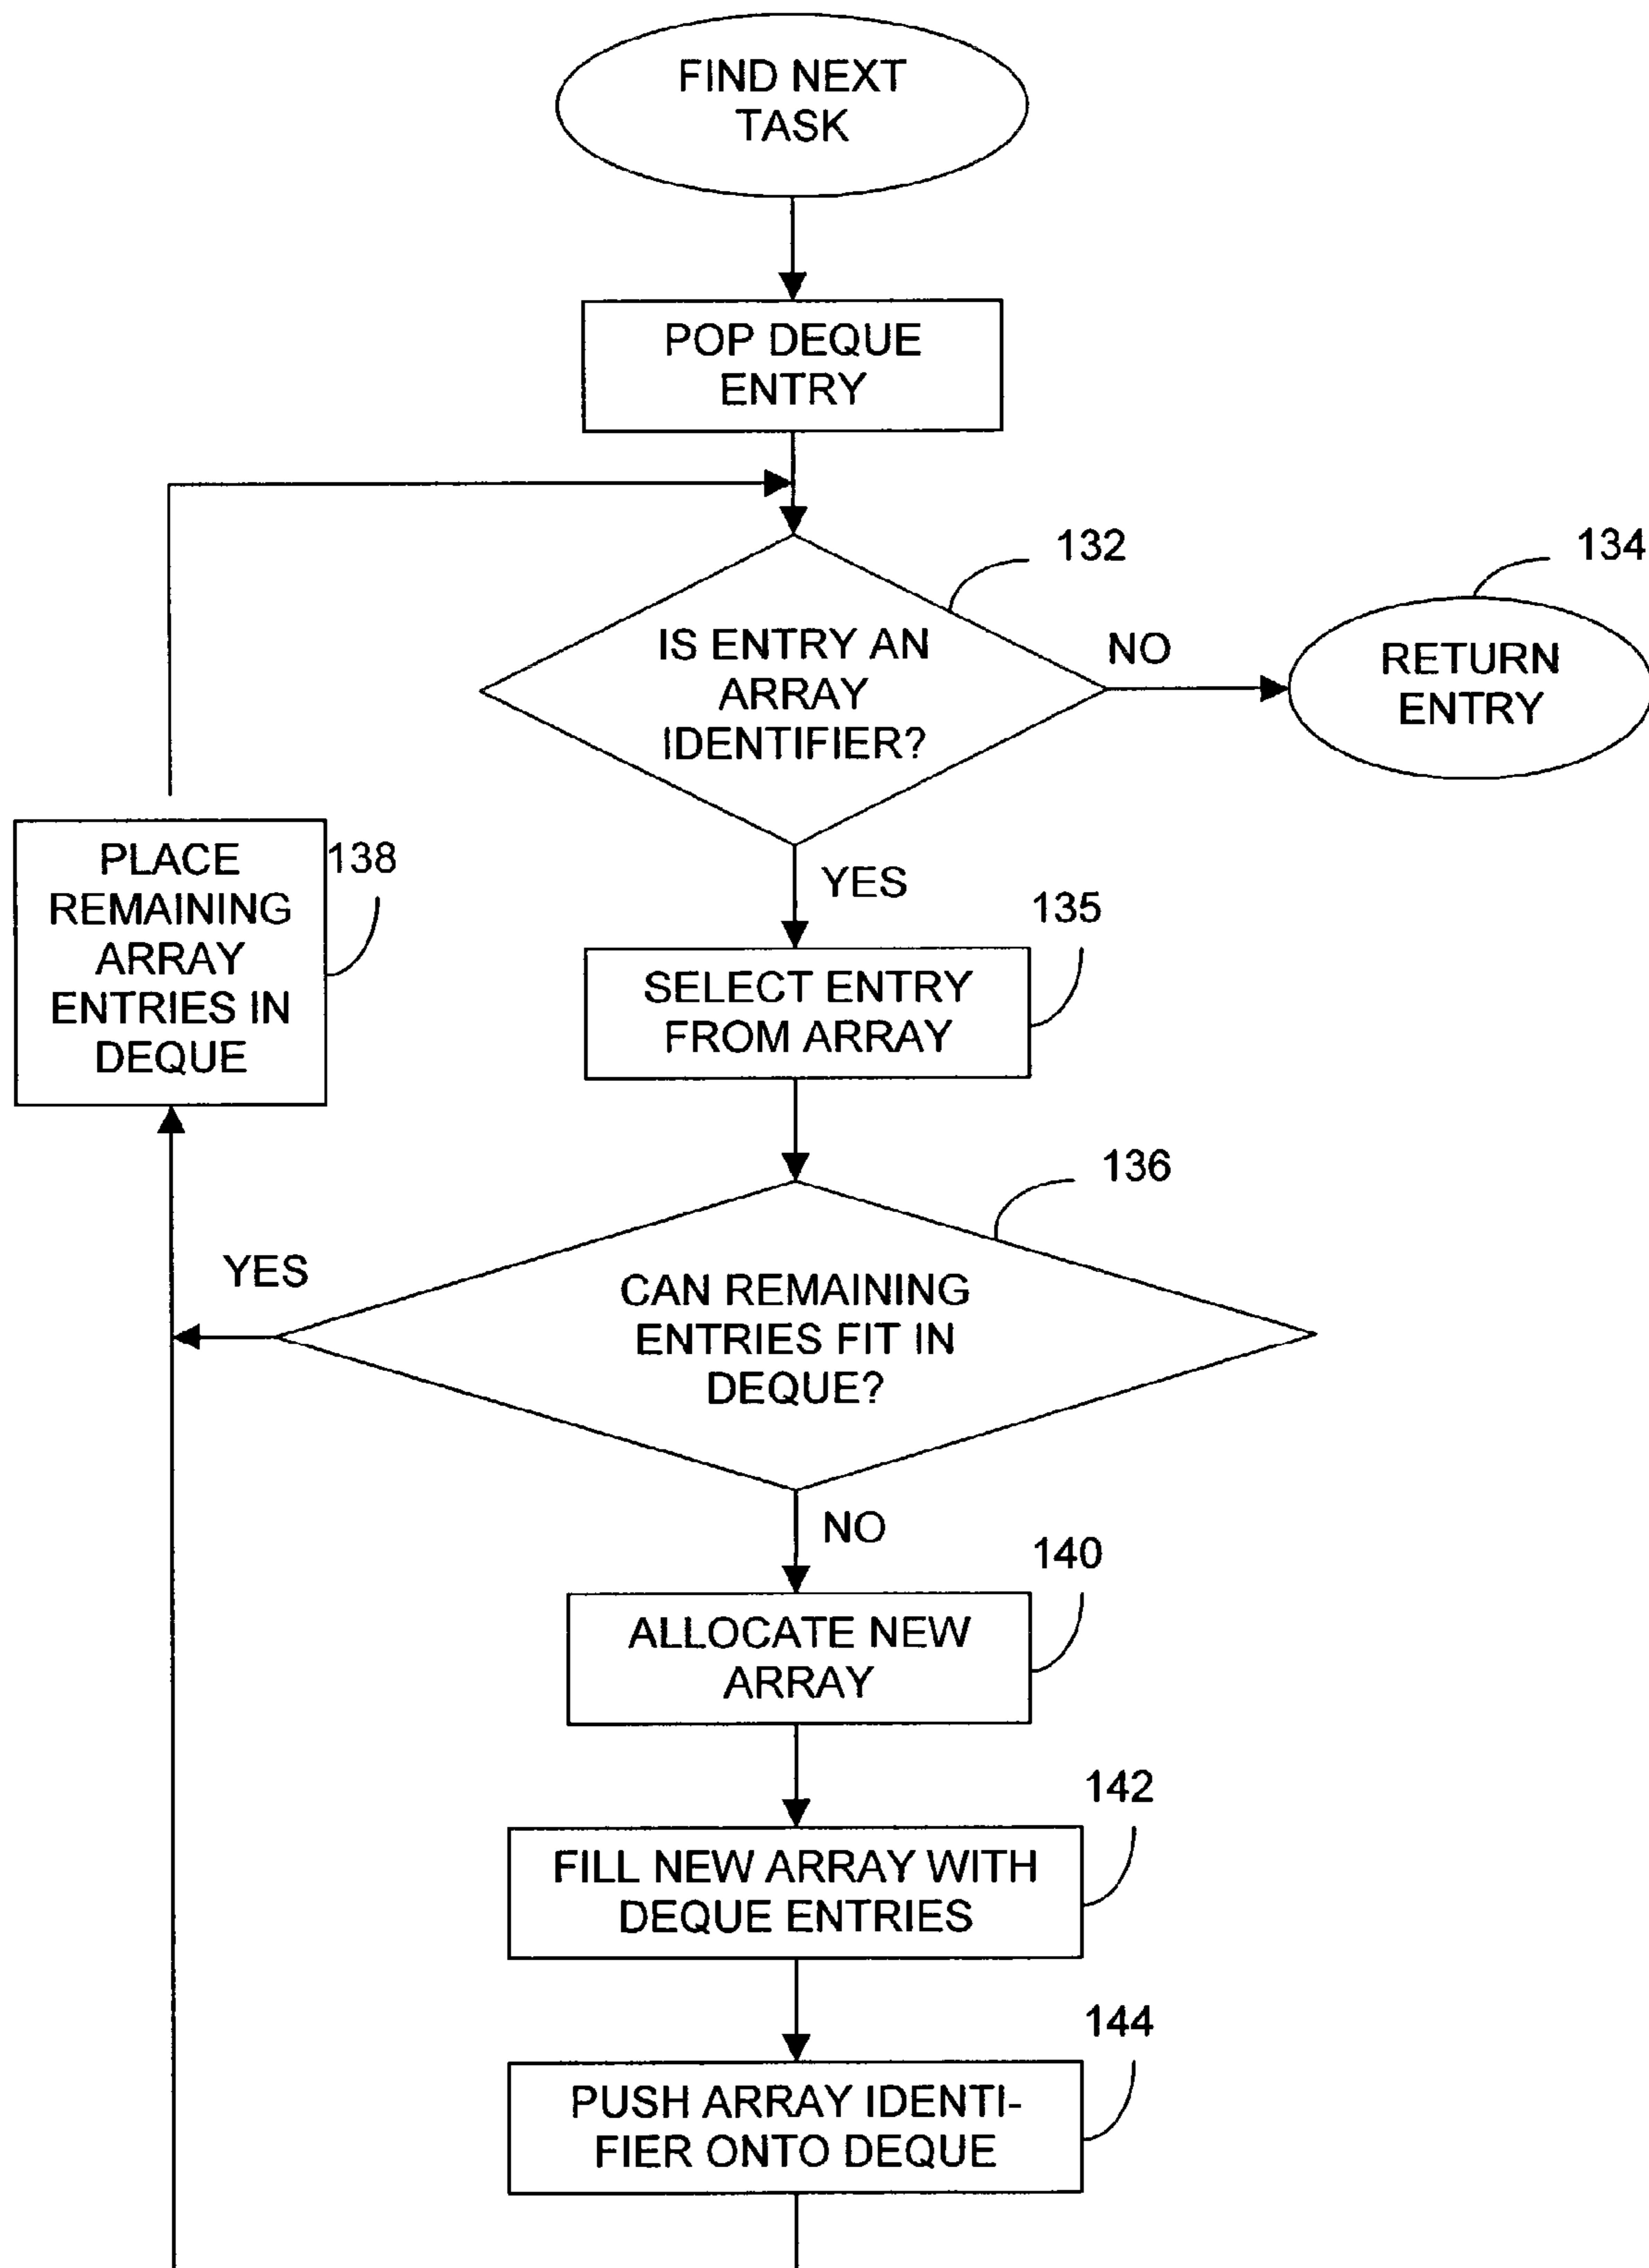 FIND NEXT
TASK
POP DEQUE
ENTRY
132
134
IS ENTRY AN
ARRAY
IDENTIFIER?
NO
RETURN
ENTRY
PLACE
REMAINING
ARRAY
ENTRIES IN
DEQUE
138
YES
135
SELECT ENTRY
FROM ARRAY
136
YES
CAN REMAINING
ENTRIES FIT IN
DEQUE?
NO
140
ALLOCATE NEW
ARRAY
142
FILL NEW ARRAY WITH
DEQUE ENTRIES
144
PUSH ARRAY IDENTI-
FIER ONTO DEQUE